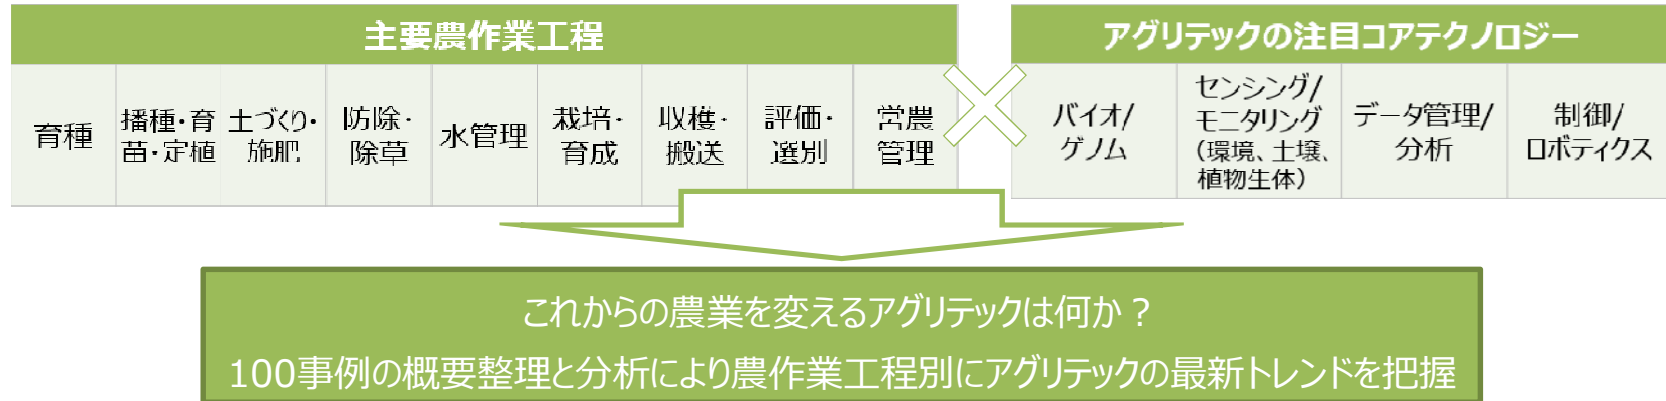 主要農作業工程
アグリテックの注目コアテクノロジー
育種
播種・育
苗・定植
土づくり・
施肥
防除・
除草
水管理
栽培・
育成
収穫・
搬送
評価・
選別
営農
管理
バイオ/
ゲノム
センシング/
モニタリング
(環境、土壌、
植物生体)
データ管理/
分析
制御/
ロボティクス
これからの農業を変えるアグリテックは何か？
100事例の概要整理と分析により農作業工程別にアグリテックの最新トレンドを把握